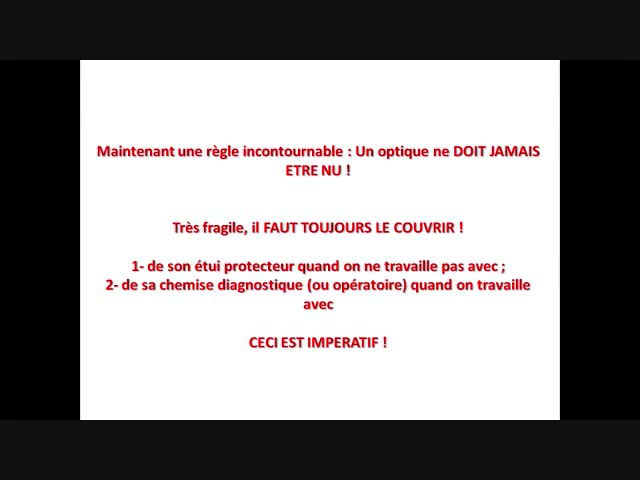 Maintenant une règle incontournable : Un optique ne DOIT JAMAIS
ETRE NU !
Très fragile, il FAUT TOUJOURS LE COUVRIR !
1- de son étui protecteur quand on ne travaille pas avec ;
2- de sa chemise diagnostique (ou opératoire) quand on travaille
avec
CECI EST IMPERATIF !